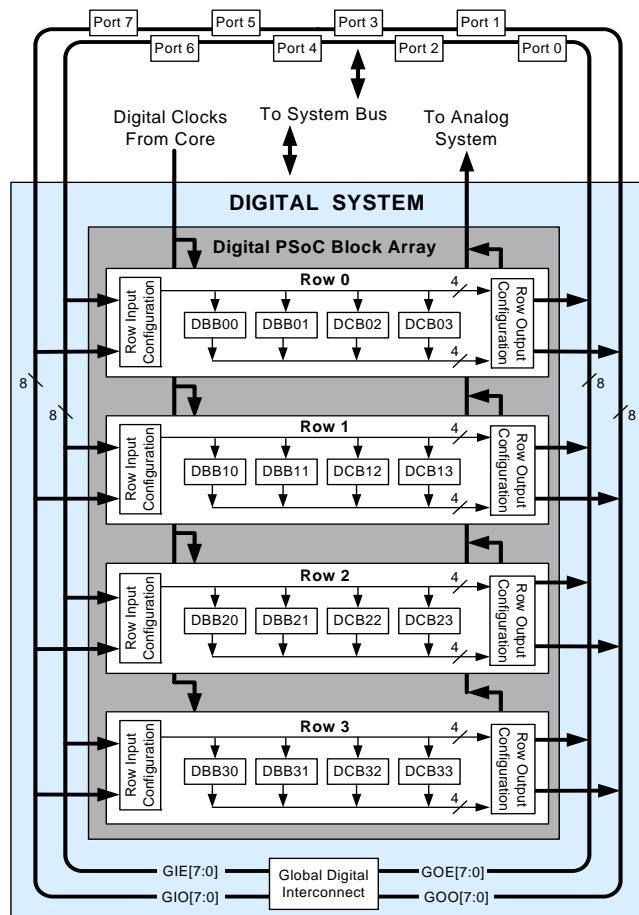 Port 7
Port 5
Port 3
Port 1
Port 6
Port 4
Port 2
Port 0
Digital Clocks
From Core
To System Bus
To Analog
System
DIGITAL SYSTEM
Digital PSoC Block Array
Row 0
4
Row Input
Configuration
DBB00
DBB01
DCB02
DCB03
4
Row Output
Configuration
8
8
8
8
Row 1
4
Row Input
Configuration
DBB10
DBB11
DCB12
DCB13
4
Row Output
Configuration
Row 2
4
Row Input
Configuration
DBB20
DBB21
DCB22
DCB23
4
Row Output
Configuration
Row 3
4
Row Input
Configuration
DBB30
DBB31
DCB32
DCB33
4
Row Output
Configuration
GIE[7:0]
GIO[7:0]
Global Digital
Interconnect
GOE[7:0]
GOO[7:0]